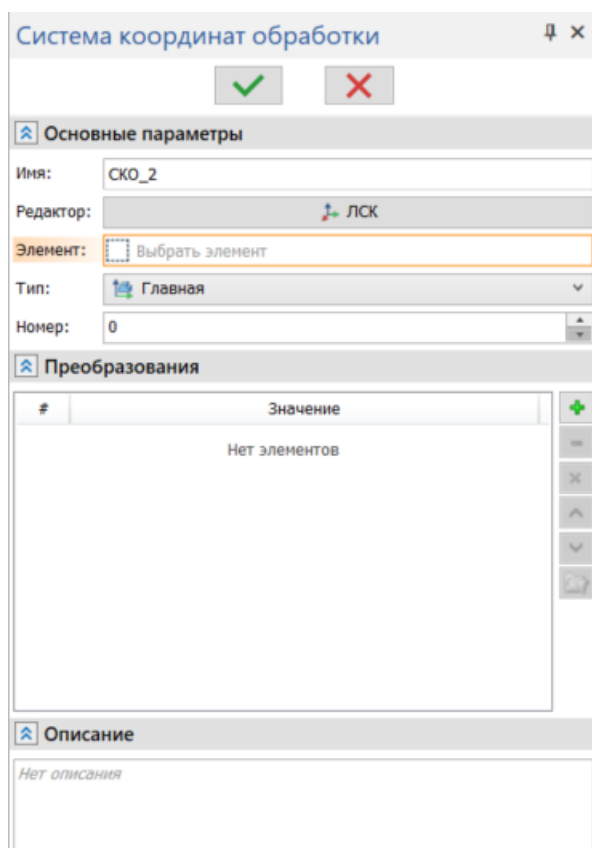 Система координат обработки
Основные параметры
Имя: СКО_2
Редактор: ЛСК
Элемент: Выбрать элемент
Тип: Главная
Номер: 0
Преобразования
# Значение
Нет элементов
Описание
Нет описания